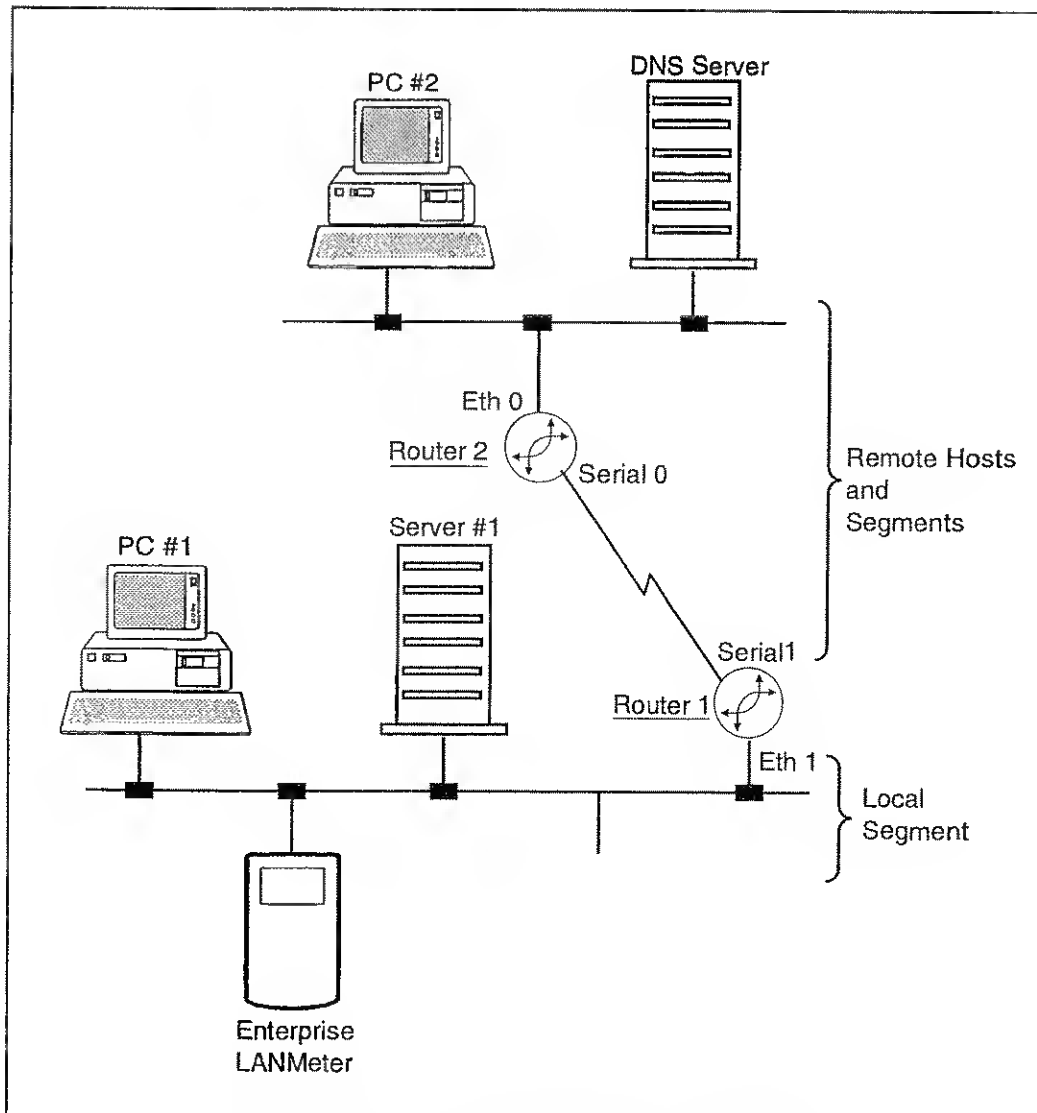 DNS Server
PC #2
Eth 0
Router 2
Serial 0
Remote Hosts
and
Segments
Server #1
PC #1
Serial1
Router 1
Eth 1
Local
Segment
Enterprise
LANMeter